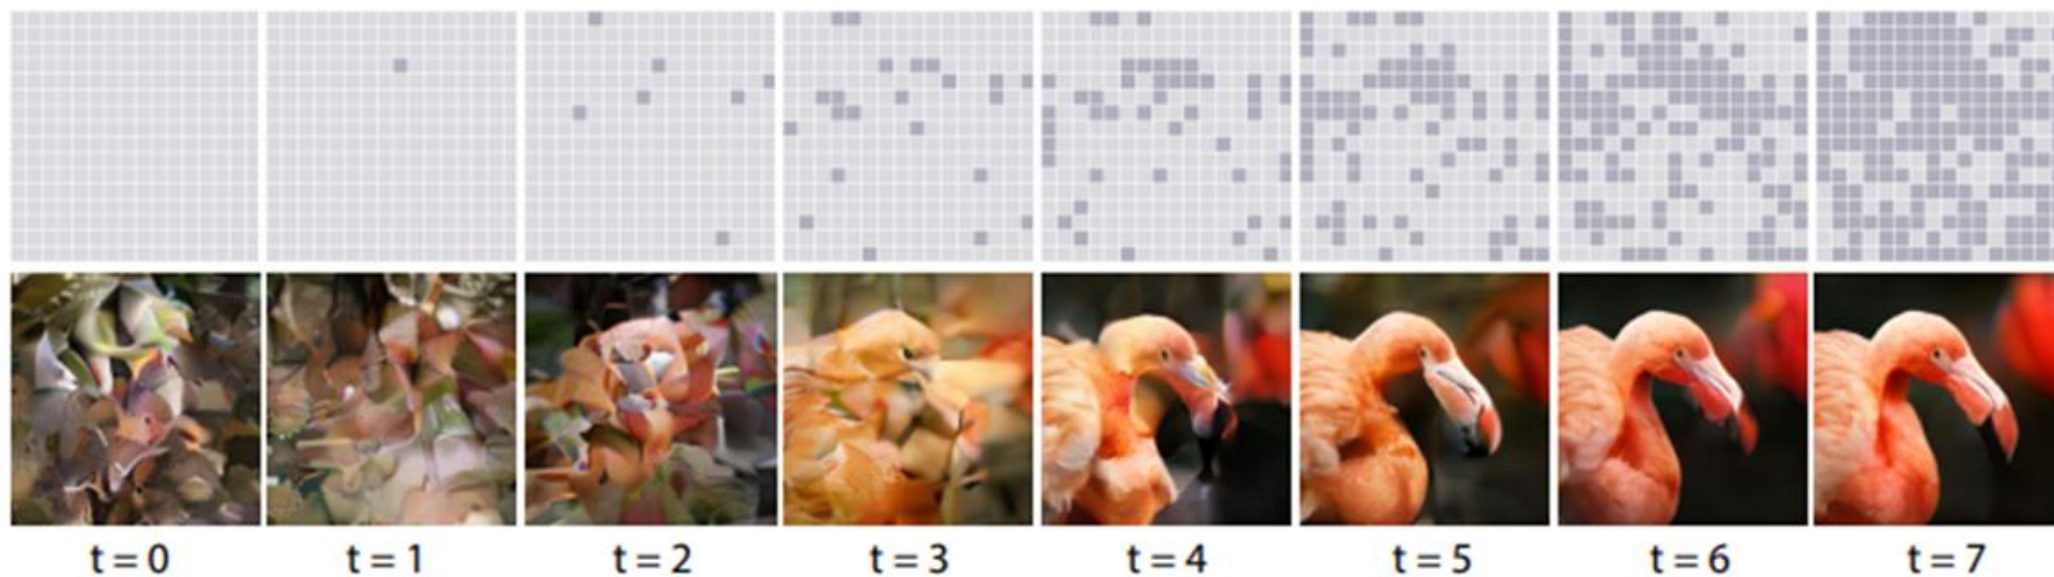 t = 0 t = 1 t = 2 t = 3 t = 4 t = 5 t = 6 t = 7